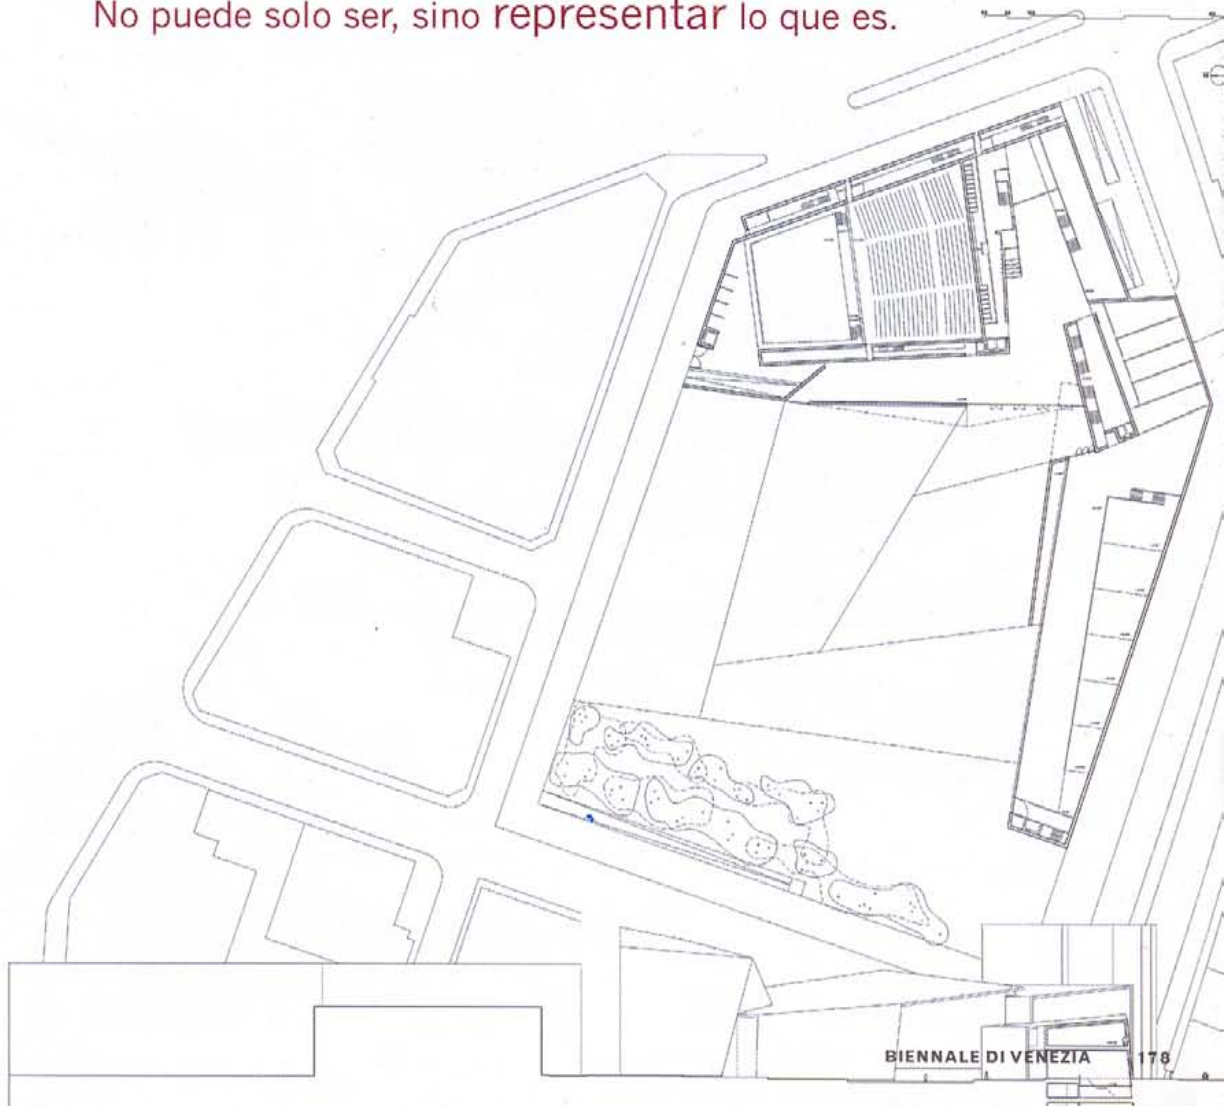 No puede solo ser, sino representar lo que es.
BIENNALE DI VENEZIA 178